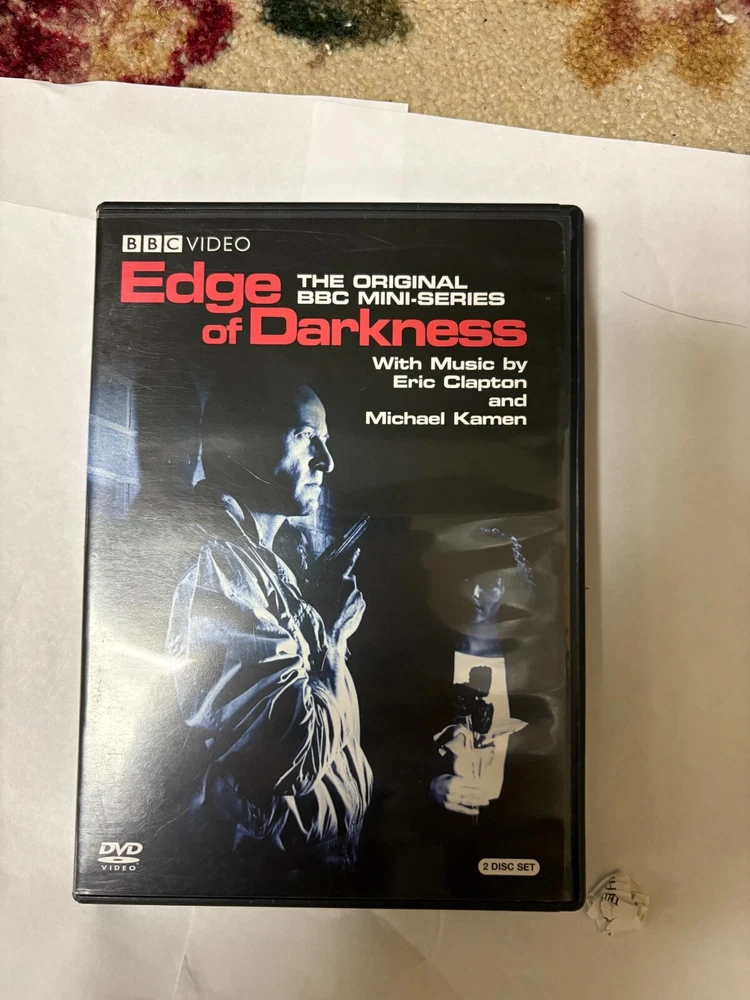 BBC VIDEO
Edge
of Darkness
THE ORIGINAL
BBC MINI-SERIES
With Music by
Eric Clapton
and
Michael Kamen
DVD
VIDEO
2 DISC SET